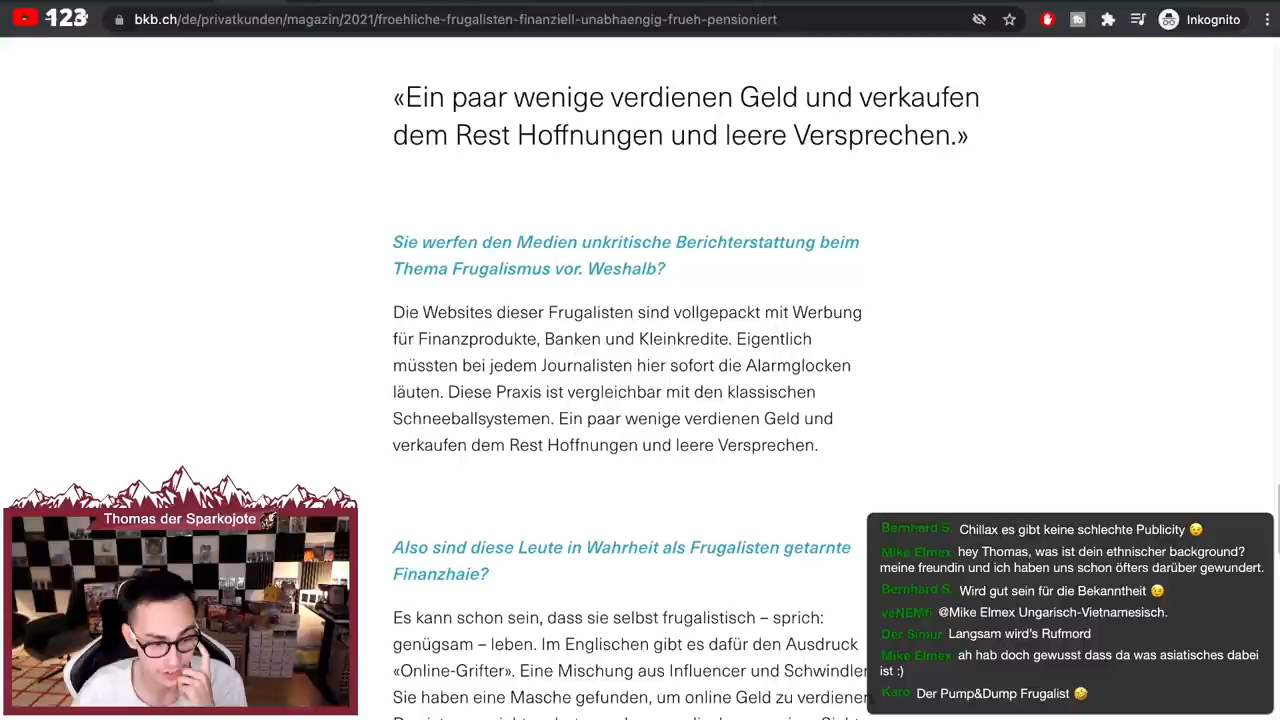 123
bkb.ch/de/privatkunden/magazin/2021/froehliche-frugalisten-finanziell-unabhaengig-frueh-pensioniert
Inkognito
«Ein paar wenige verdienen Geld und verkaufen
dem Rest Hoffnungen und leere Versprechen.»
Sie werfen den Medien unkritische Berichterstattung beim
Thema Frugalismus vor. Weshalb?
Die Websites dieser Frugalisten sind vollgepackt mit Werbung
für Finanzprodukte, Banken und Kleinkredite. Eigentlich
müssten bei jedem Journalisten hier sofort die Alarmglocken
läuten. Diese Praxis ist vergleichbar mit den klassischen
Schneeballsystemen. Ein paar wenige verdienen Geld und
verkaufen dem Rest Hoffnungen und leere Versprechen.
Also sind diese Leute in Wahrheit als Frugalisten getarnte
Finanzhaie?
Es kann schon sein, dass sie selbst frugalistisch – sprich:
genügsam – leben. Im Englischen gibt es dafür den Ausdruck
«Online-Grifter». Eine Mischung aus Influencer und Schwindler
Sie haben eine Masche gefunden, um online Geld zu verdienen
Thomas der Sparkojote
Bernhard S. Chillax es gibt keine schlechte Publicity 😉
Mike Elmex hey Thomas, was ist dein ethnischer background?
meine freundin und ich haben uns schon öfters darüber gewundert.
Bernhard S. Wird gut sein für die Bekanntheit 😉
veNEMfi @Mike Elmex Ungarisch-Vietnamesisch.
Der Simur Langsam wird's Rufmord
Mike Elmex ah hab doch gewusst dass da was asiatisches dabei
ist :)
Karo Der Pump&Dump Frugalist 🤣